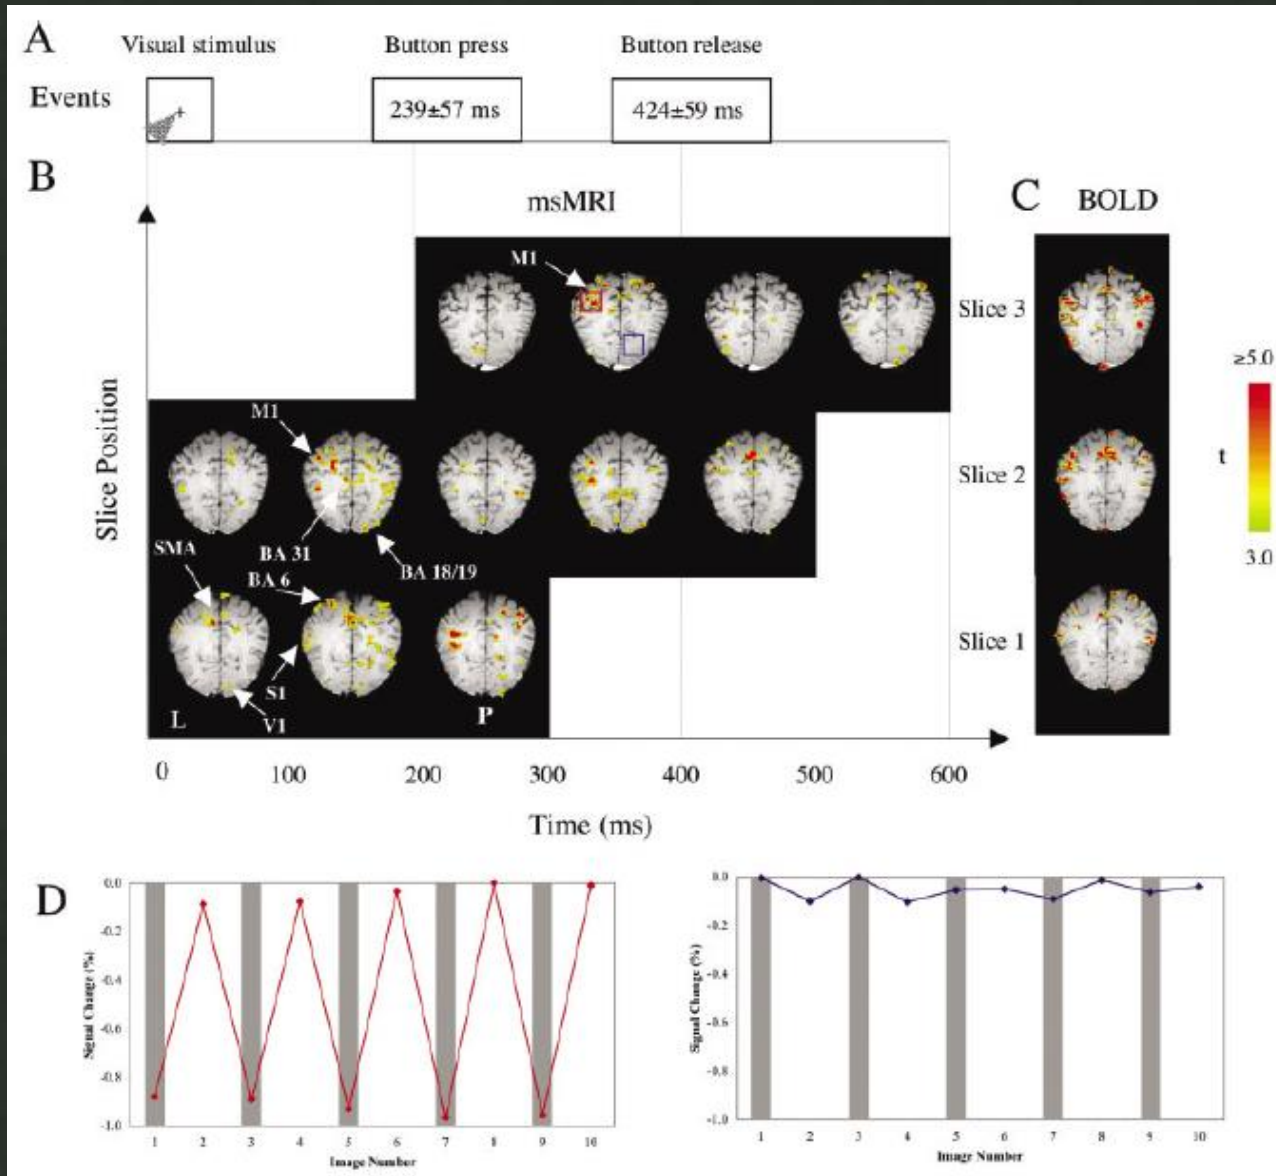 A
Visual stimulus
Button press
Button release
Events
239±57 ms
424±59 ms
B
msMRI
C
BOLD
M1
Slice 3
≥5.0
M1
Slice Position
Slice 2
t
BA 31
BA 18/19
3.0
SMA
BA 6
Slice 1
S1
V1
L
P
0 100 200 300 400 500 600
Time (ms)
D
0.0
-0.2
-0.4
-0.6
-0.8
-1.0
Signal Change (%)
1 2 3 4 5 6 7 8 9 10
Image Number
0.0
-0.2
-0.4
-0.6
-0.8
-1.0
Signal Change (%)
1 2 3 4 5 6 7 8 9 10
Image Number